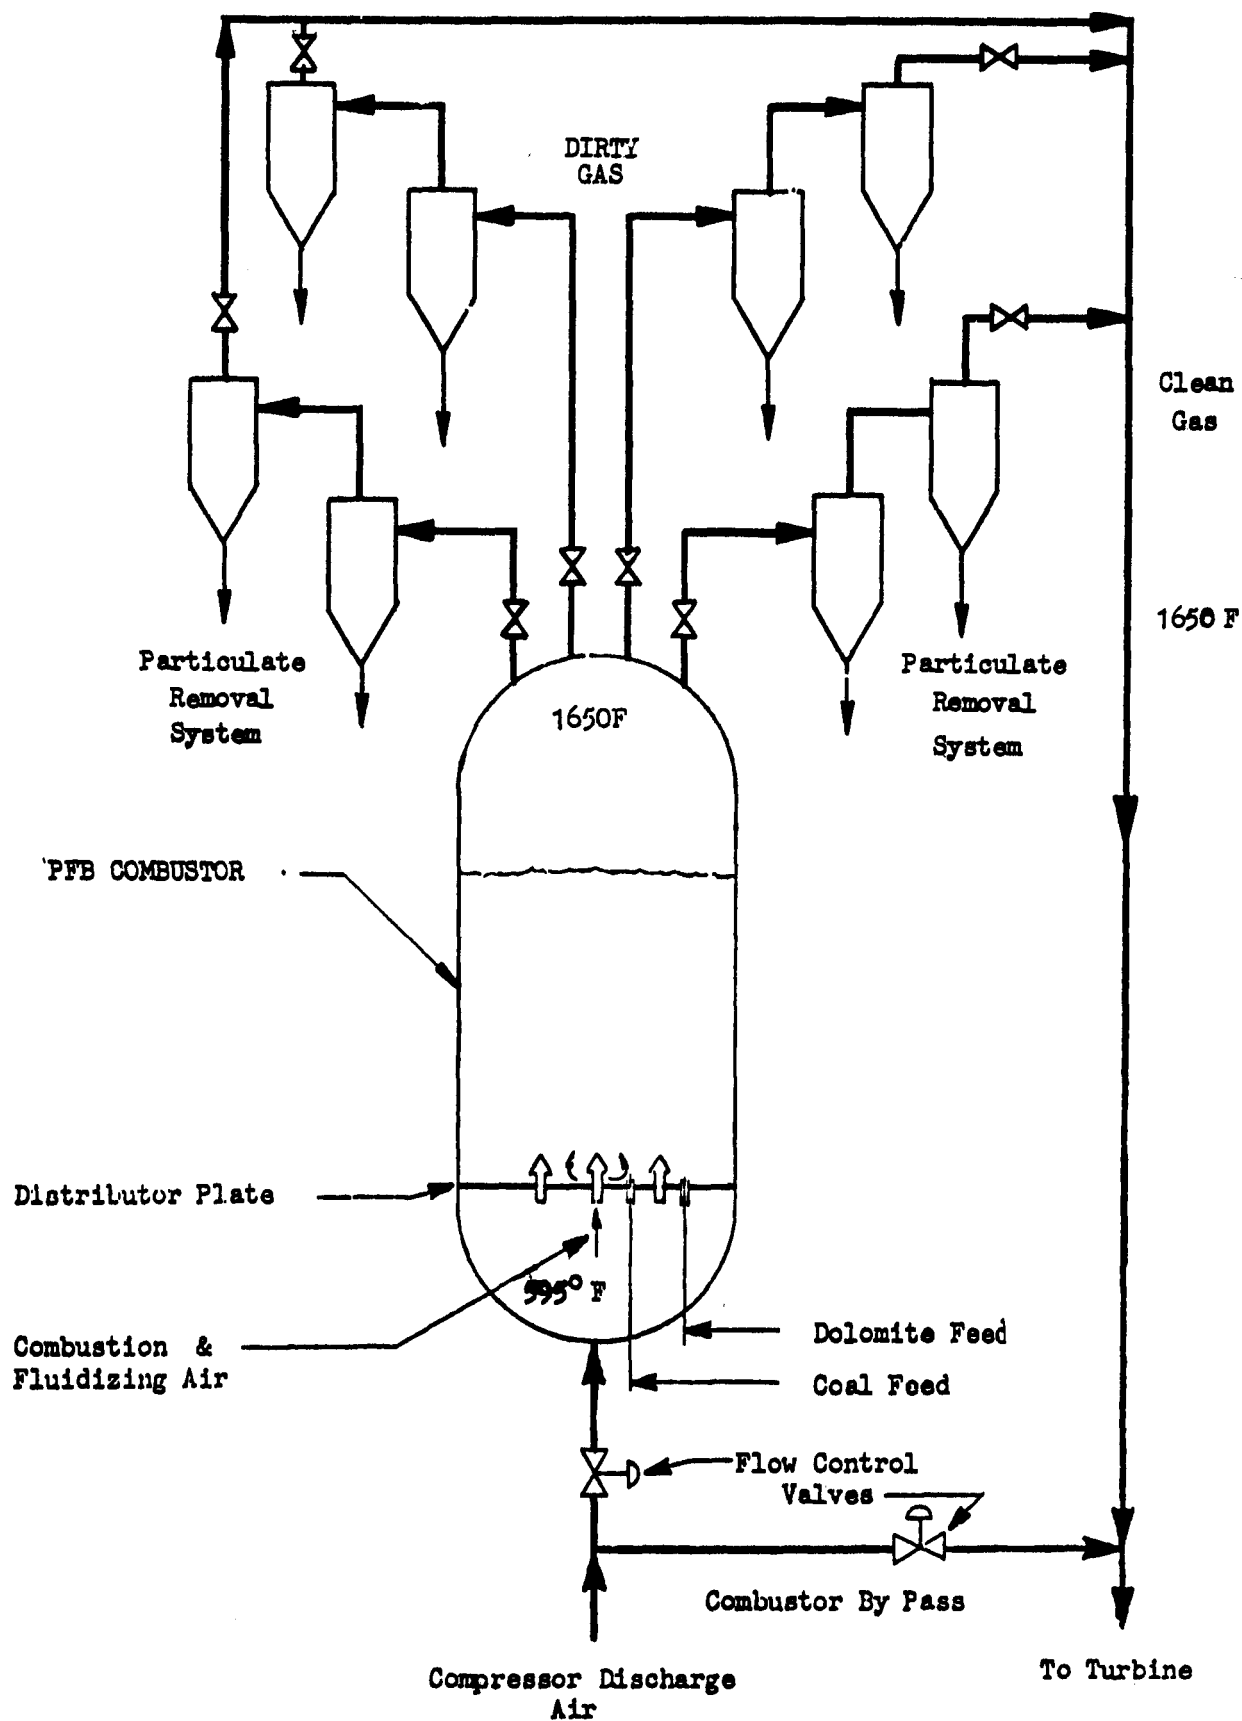 DIRTY
GAS
Clean
Gas
1650 F
Particulate
Removal
System
Particulate
Removal
System
1650F
PFB COMBUSTOR
Distributor Plate
595° F
Combustion &
Fluidizing Air
Dolomite Feed
Coal Feed
Flow Control
Valves
Combustor By Pass
Compressor Discharge
Air
To Turbine